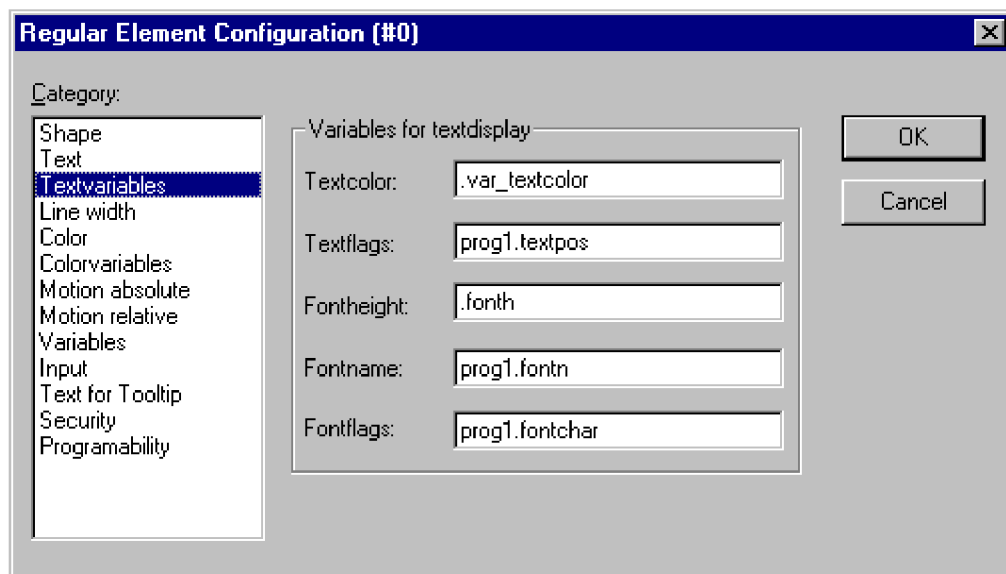 Regular Element Configuration (#0)
Category:
Shape
Text
Textvariables
Line width
Color
Colorvariables
Motion absolute
Motion relative
Variables
Input
Text for Tooltip
Security
Programability
Variables for textdisplay
Textcolor: .var_textcolor
Textflags: prog1.textpos
Fontheight: .fonth
Fontname: prog1.fontn
Fontflags: prog1.fontchar
OK
Cancel